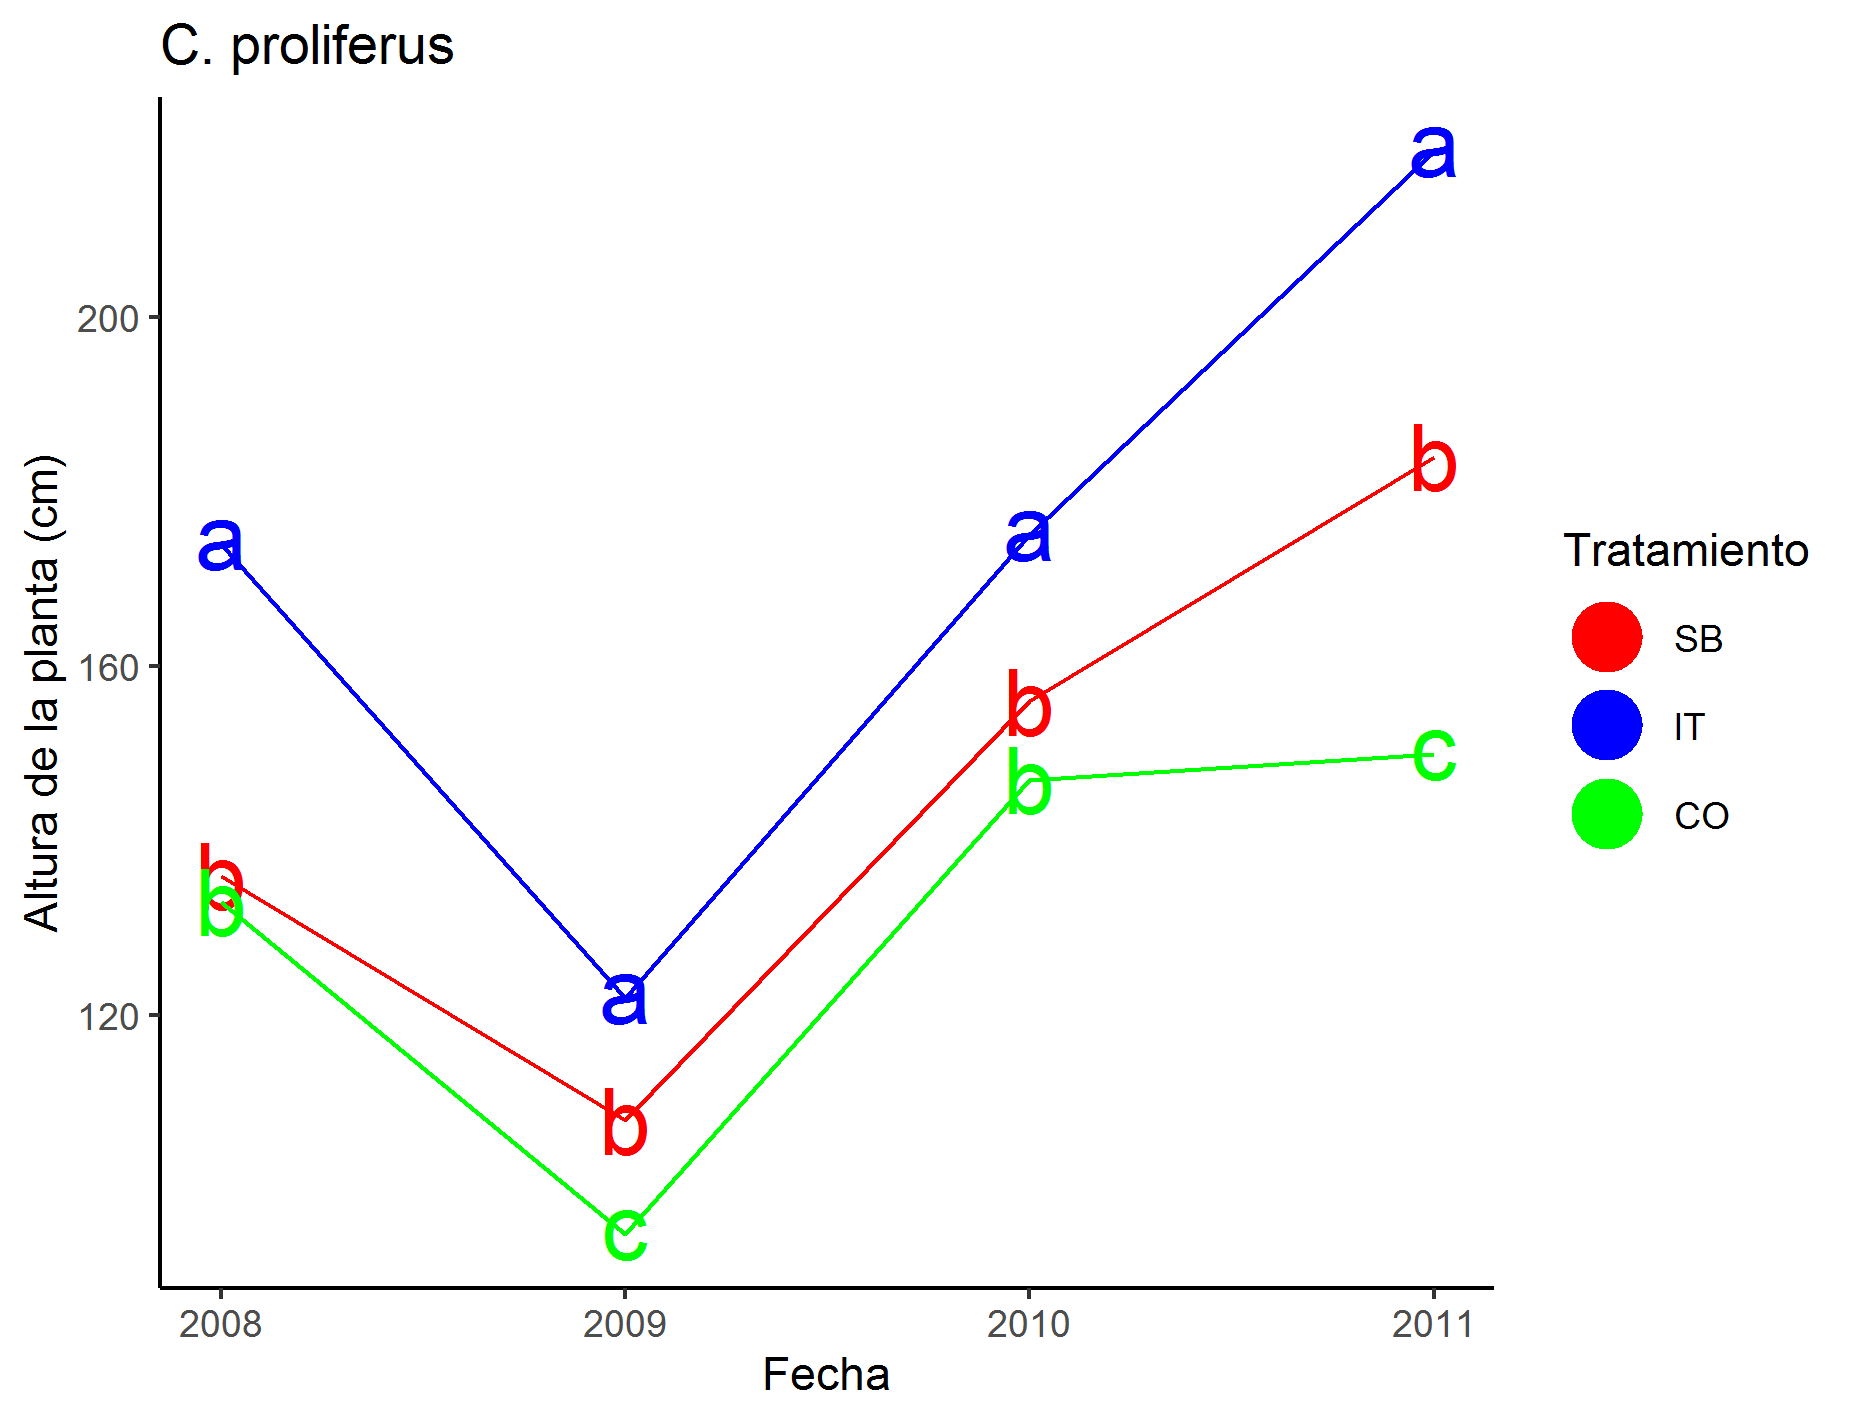 C. proliferus
Altura de la planta (cm)
200
160
120
a
a
a
a
b
b
b
b
b
c
b
c
2008 2009 2010 2011
Fecha
Tratamiento
SB
IT
CO